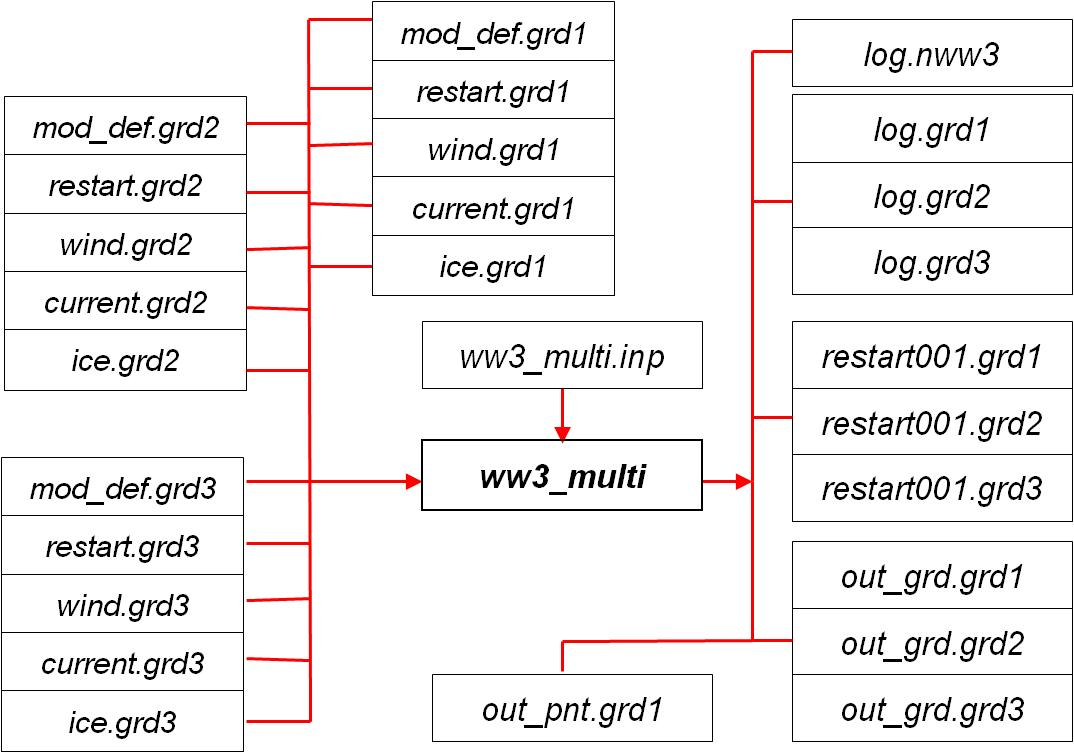 mod_def.grd1
restart.grd1
wind.grd1
current.grd1
ice.grd1
mod_def.grd2
restart.grd2
wind.grd2
current.grd2
ice.grd2
mod_def.grd3
restart.grd3
wind.grd3
current.grd3
ice.grd3
ww3_multi.inp
ww3_multi
out_pnt.grd1
log.nww3
log.grd1
log.grd2
log.grd3
restart001.grd1
restart001.grd2
restart001.grd3
out_grd.grd1
out_grd.grd2
out_grd.grd3